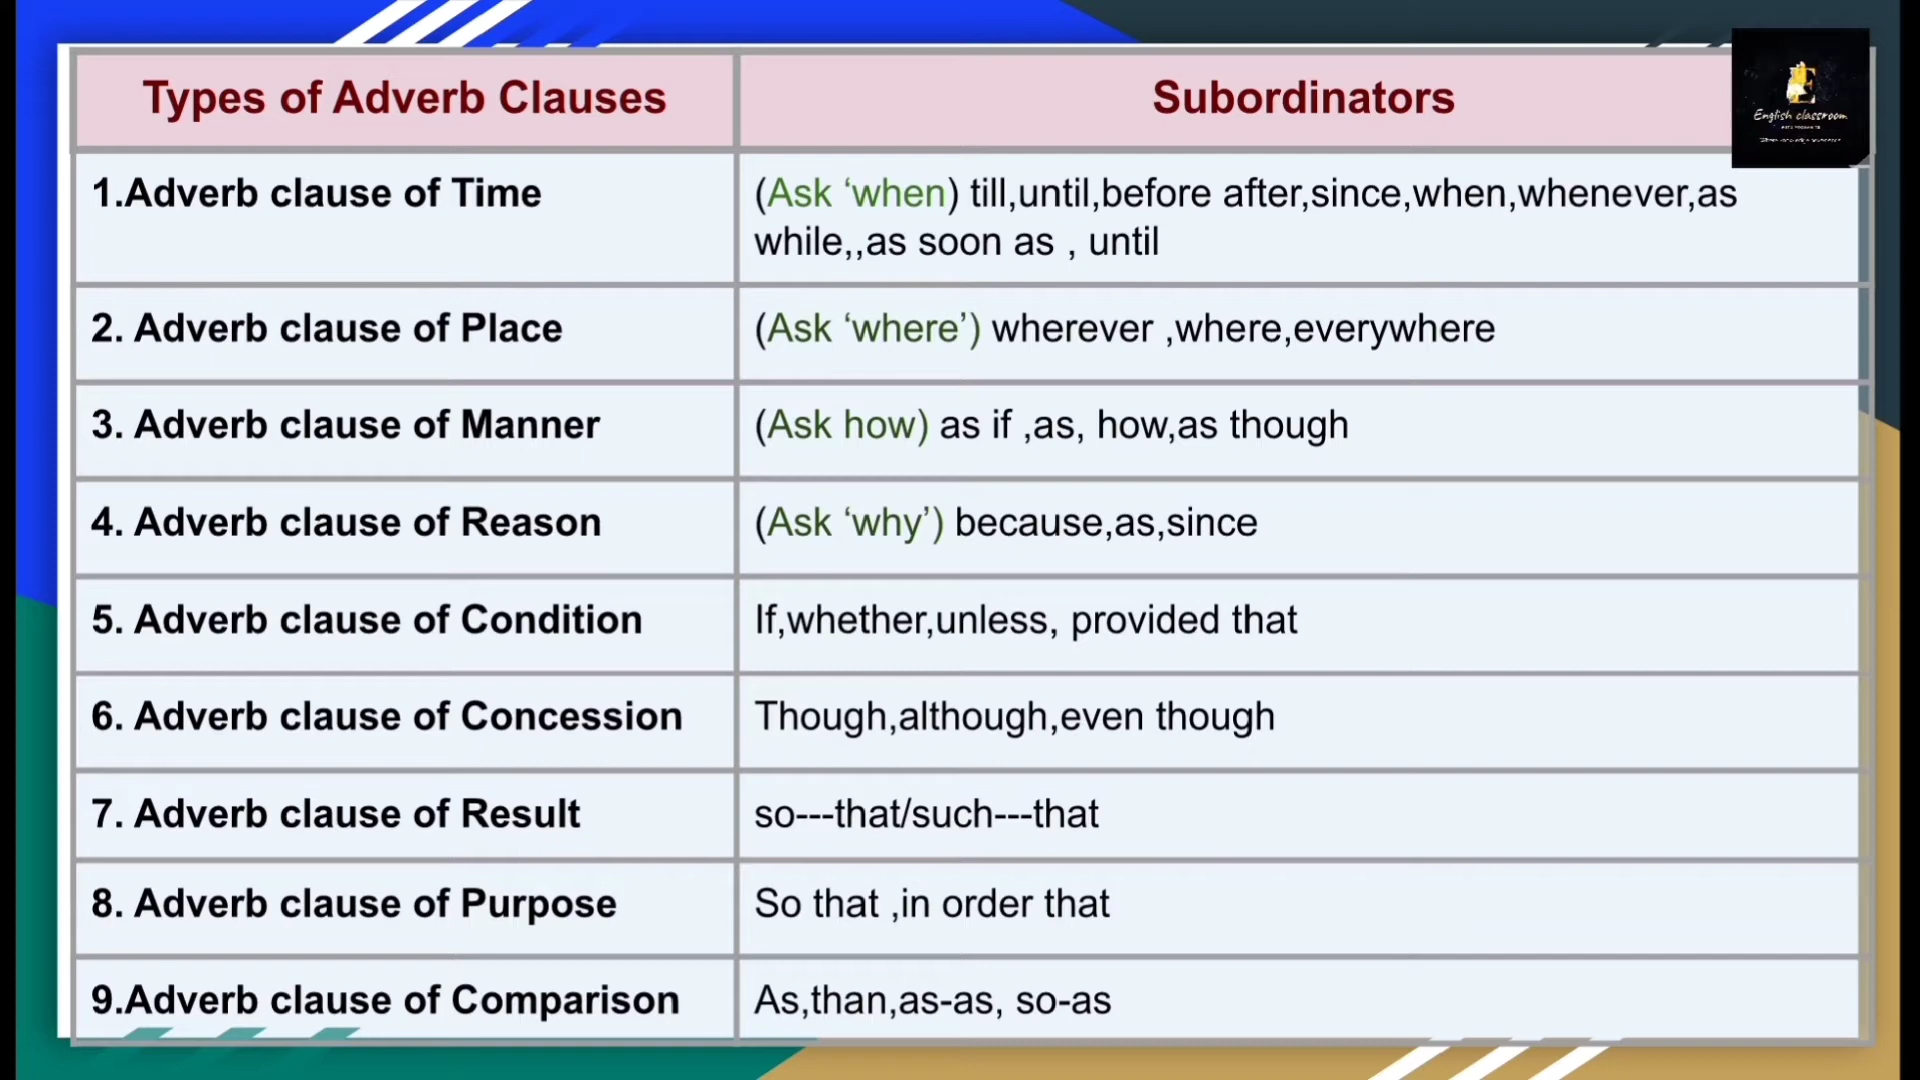 Types of Adverb Clauses
Subordinators
English classroom
1.Adverb clause of Time
(Ask ‘when) till,until,before after,since,when,whenever,as
while,,as soon as , until
2. Adverb clause of Place
(Ask ‘where’) wherever ,where,everywhere
3. Adverb clause of Manner
(Ask how) as if ,as, how,as though
4. Adverb clause of Reason
(Ask ‘why’) because,as,since
5. Adverb clause of Condition
If,whether,unless, provided that
6. Adverb clause of Concession
Though,although,even though
7. Adverb clause of Result
so---that/such---that
8. Adverb clause of Purpose
So that ,in order that
9.Adverb clause of Comparison
As,than,as-as, so-as